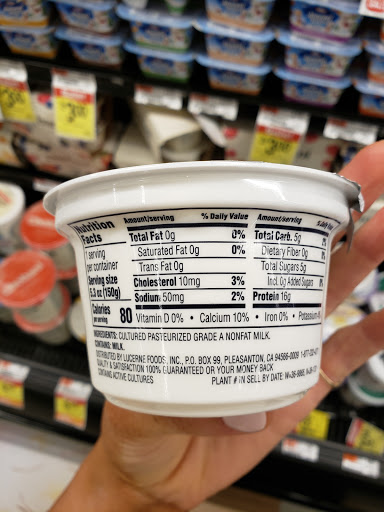 Nutrition
Facts
1 serving
per container
Serving size
5.3 oz (150g)
Calories
per serving
80
Amount/serving % Daily Value
Total Fat 0g 0%
Saturated Fat 0g 0%
Trans Fat 0g
Cholesterol 10mg 3%
Sodium 50mg 2%
Amount/serving % Daily
Total Carb. 5g
Dietary Fiber 0g
Total Sugars 5g
Incl. 0g Added Sugars
Protein 16g
Vitamin D 0% • Calcium 10% • Iron 0% • Potassium
INGREDIENTS: CULTURED PASTEURIZED GRADE A NONFAT MILK.
CONTAINS: MILK.
DISTRIBUTED BY LUCERNE FOODS, INC., P.O. BOX 99, PLEASANTON, CA 94566-0009
QUALITY & SATISFACTION 100% GUARANTEED OR YOUR MONEY BACK
CONTAINS ACTIVE CULTURES PLANT # IN SELL BY DATE: